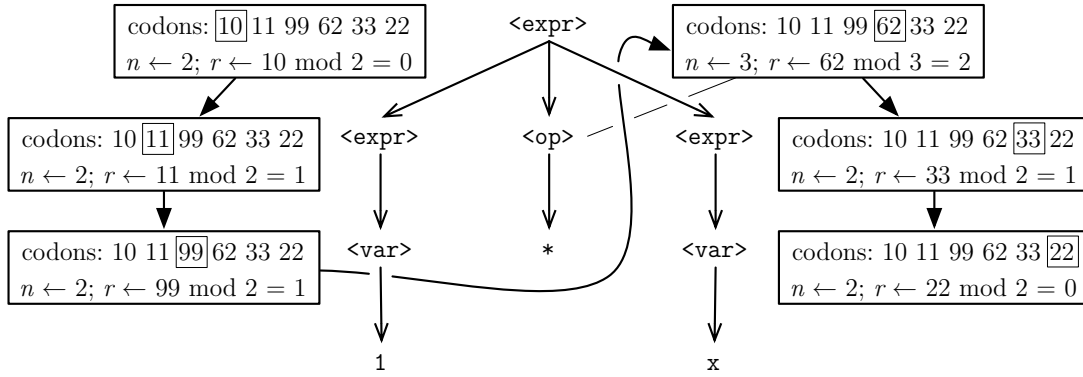 codons: 10 11 99 62 33 22
n ← 2; r ← 10 mod 2 = 0
<expr>
codons: 10 11 99 62 33 22
n ← 3; r ← 62 mod 3 = 2
codons: 10 11 99 62 33 22
n ← 2; r ← 11 mod 2 = 1
<expr>
<op>
<expr>
codons: 10 11 99 62 33 22
n ← 2; r ← 33 mod 2 = 1
codons: 10 11 99 62 33 22
n ← 2; r ← 99 mod 2 = 1
<var>
*
<var>
codons: 10 11 99 62 33 22
n ← 2; r ← 22 mod 2 = 0
1
x